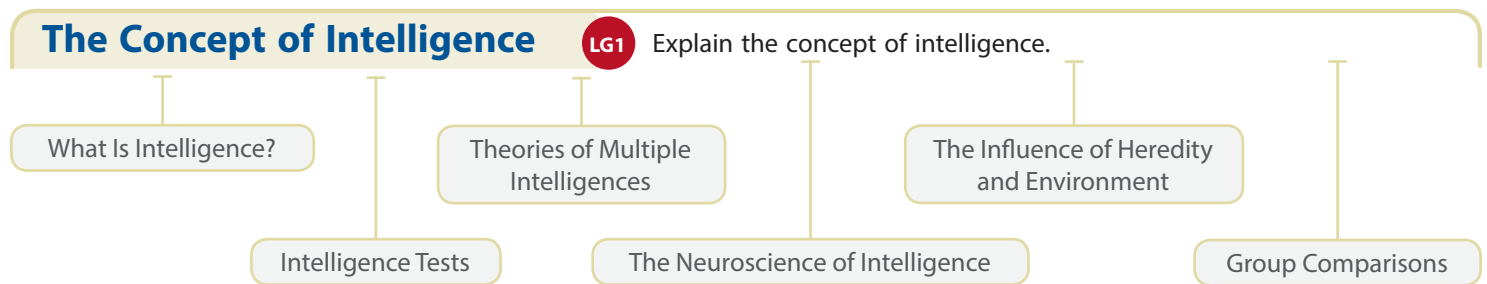 The Concept of Intelligence LG1 Explain the concept of intelligence.
What Is Intelligence?
Intelligence Tests
Theories of Multiple
Intelligences
The Neuroscience of Intelligence
The Influence of Heredity
and Environment
Group Comparisons